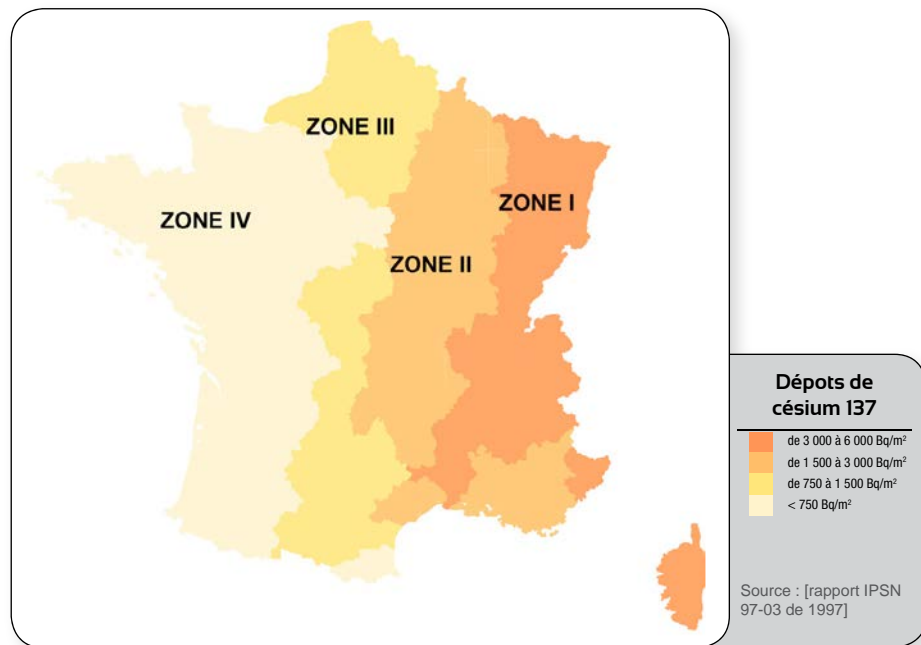 ZONE III
ZONE I
ZONE IV
ZONE II
Dépots de
césium 137
de 3 000 à 6 000 Bq/m²
de 1 500 à 3 000 Bq/m²
de 750 à 1 500 Bq/m²
< 750 Bq/m²
Source : [rapport IPSN
97-03 de 1997]